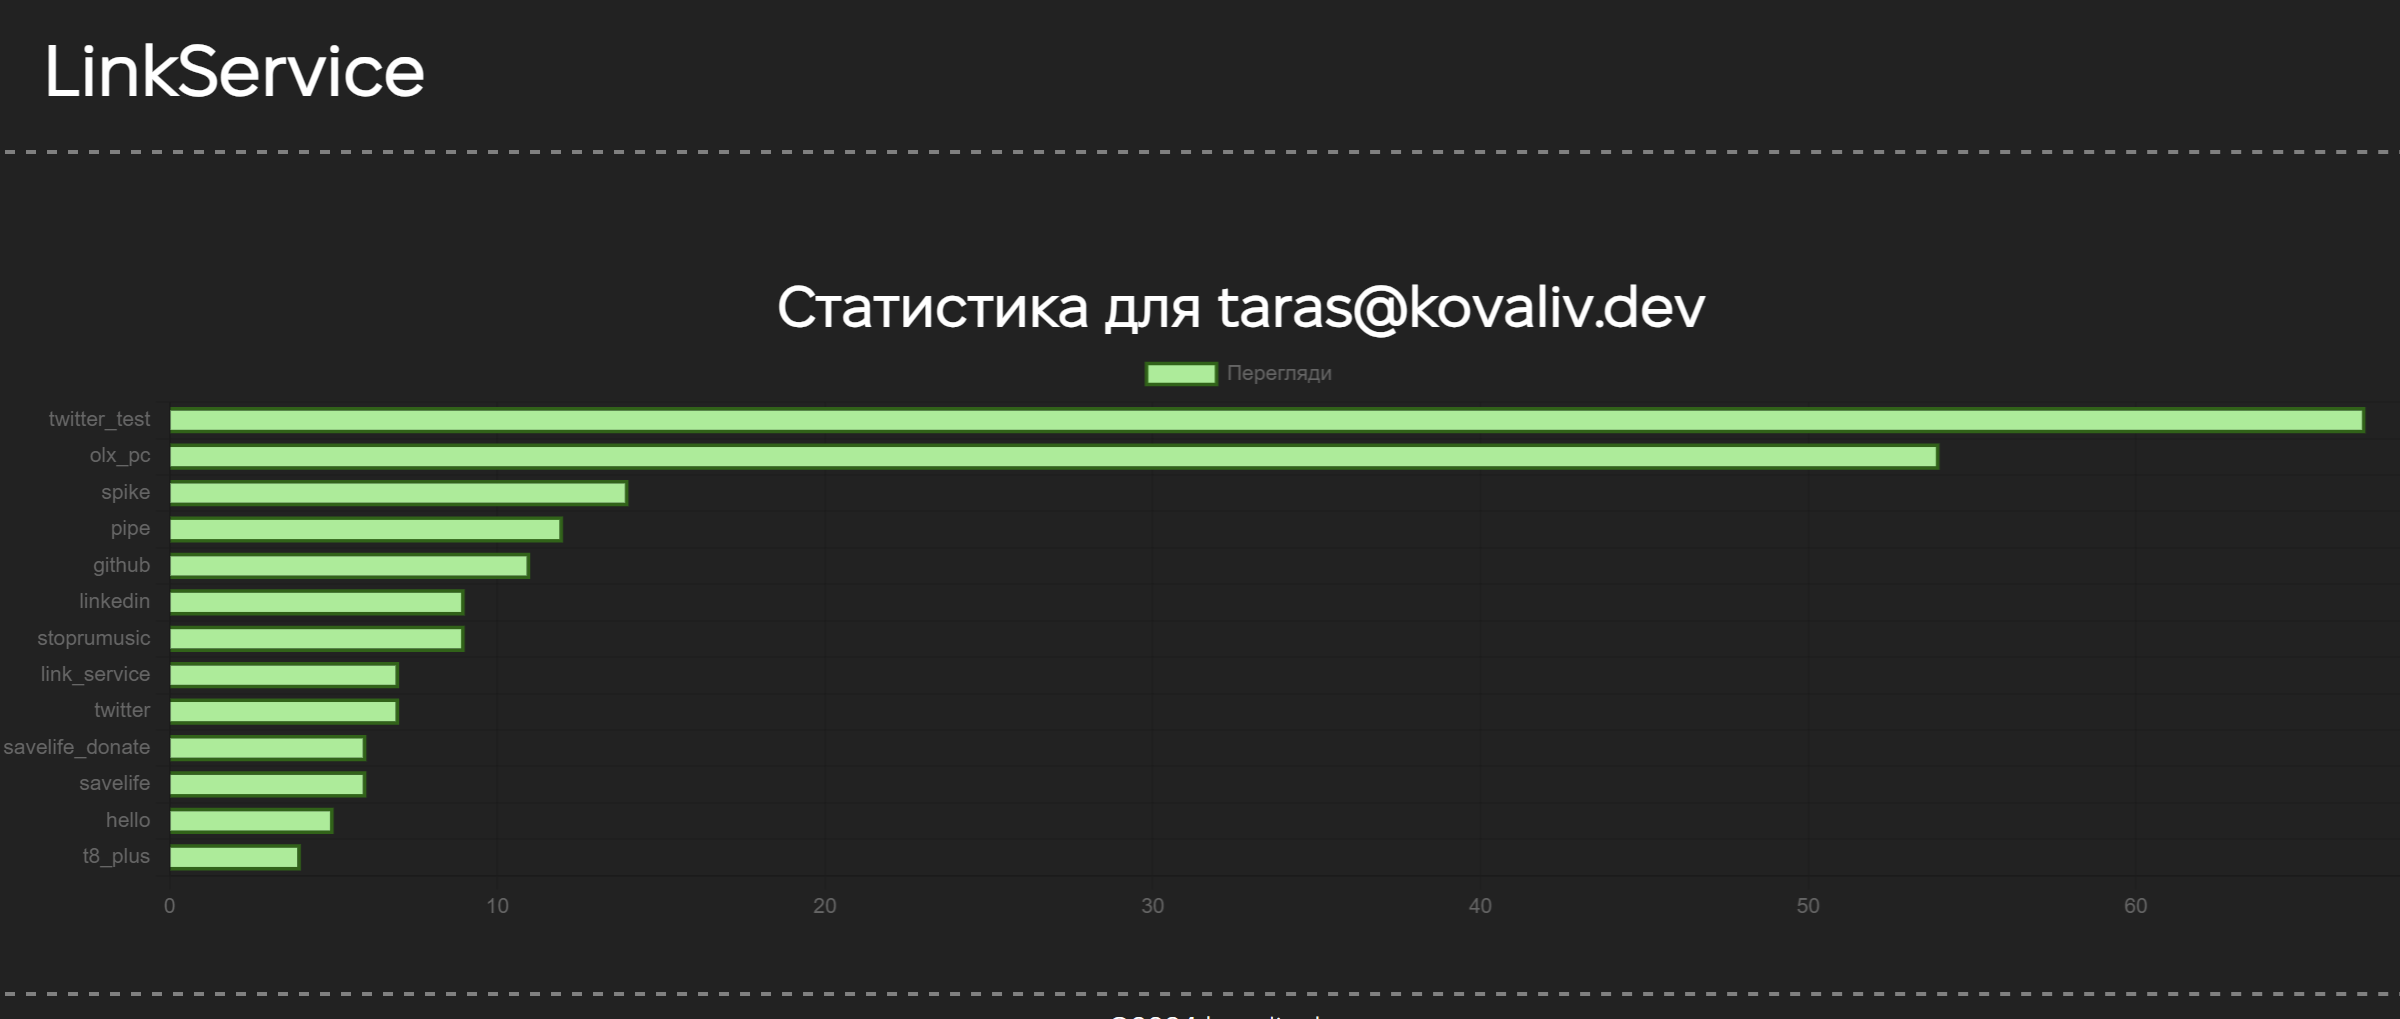 LinkService
Статистика для taras@kovaliv.dev
Перегляди
twitter_test
olx_pc
spike
pipe
github
linkedin
stoprumusic
link_service
twitter
savelife_donate
savelife
hello
t8_plus
0 10 20 30 40 50 60